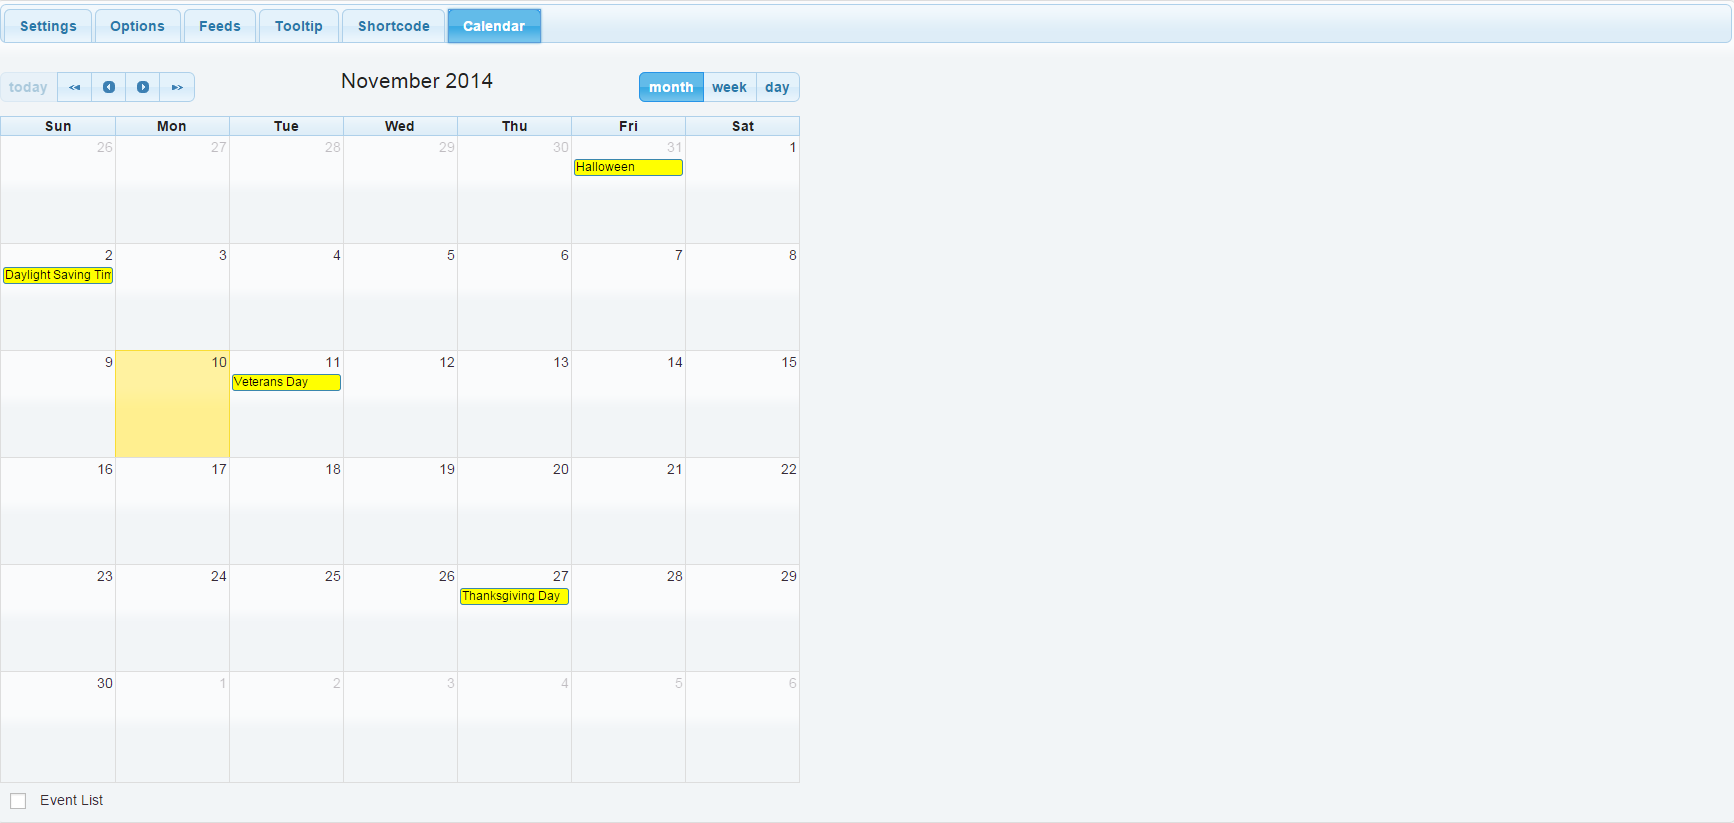 Settings Options Feeds Tooltip Shortcode Calendar
today November 2014 month week day
Sun Mon Tue Wed Thu Fri Sat
26 27 28 29 30 31 1
Halloween
2 3 4 5 6 7 8
Daylight Saving Tim
9 10 11 12 13 14 15
Veterans Day
16 17 18 19 20 21 22
23 24 25 26 27 28 29
Thanksgiving Day
30 1 2 3 4 5 6
Event List